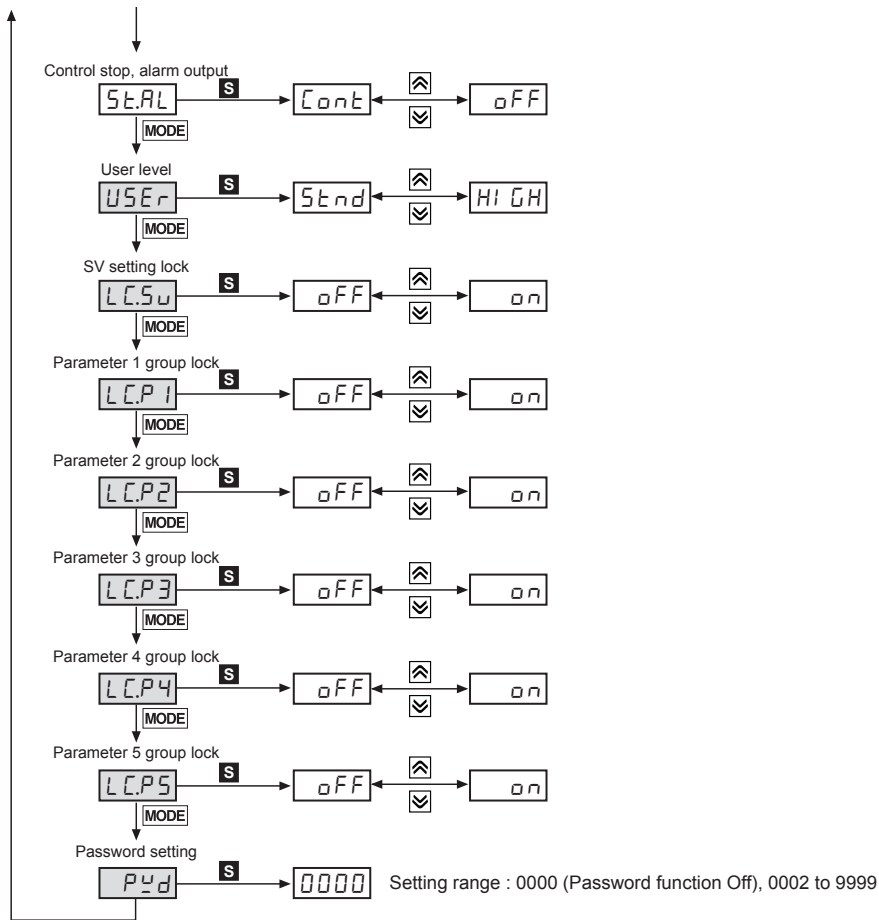 Control stop, alarm output
St.AL S Cont oFF
MODE
User level
USEr S Stnd HIGH
MODE
SV setting lock
LC.Sv S oFF on
MODE
Parameter 1 group lock
LC.P1 S oFF on
MODE
Parameter 2 group lock
LC.P2 S oFF on
MODE
Parameter 3 group lock
LC.P3 S oFF on
MODE
Parameter 4 group lock
LC.P4 S oFF on
MODE
Parameter 5 group lock
LC.P5 S oFF on
MODE
Password setting
PWd S 0000 Setting range : 0000 (Password function Off), 0002 to 9999